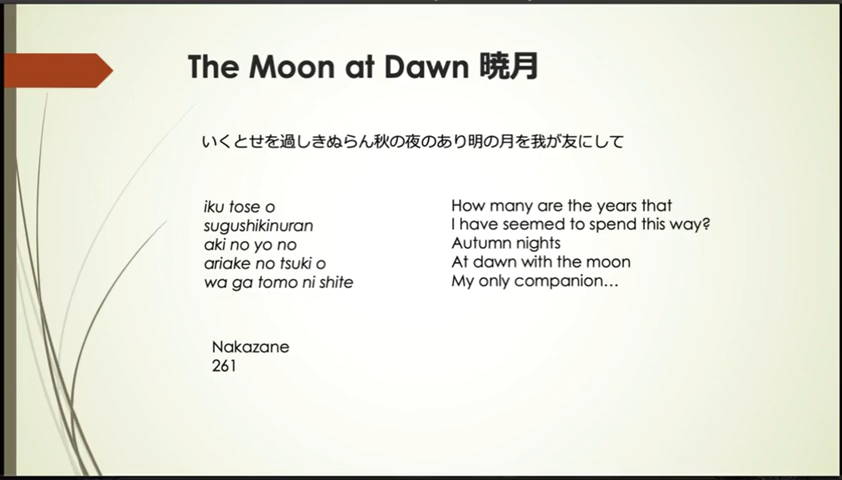 The Moon at Dawn 暁月
いくとせを過しきぬらん秋の夜のあり明の月を我が友にして
iku tose o
sugushikinuran
aki no yo no
ariake no tsuki o
wa ga tomo ni shite
How many are the years that
I have seemed to spend this way?
Autumn nights
At dawn with the moon
My only companion…
Nakazane
261